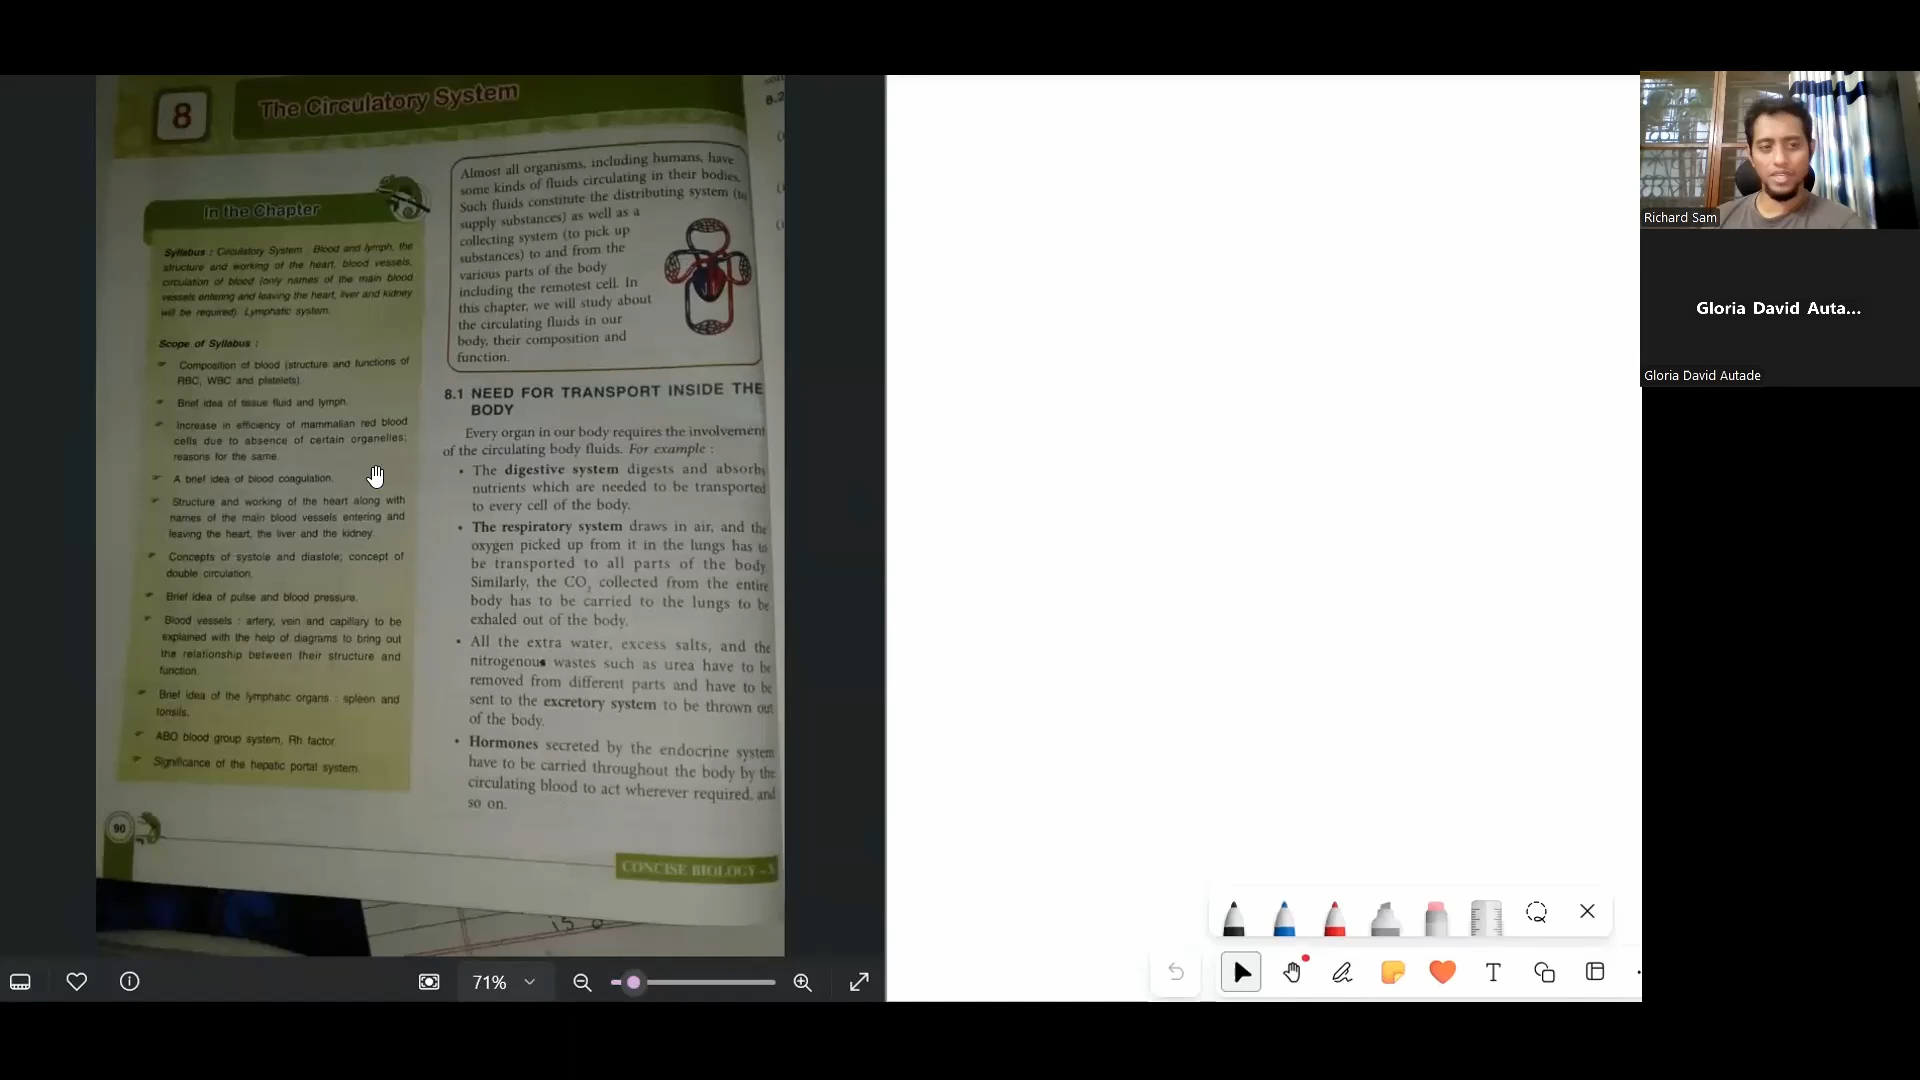 8
The Circulatory System
8.2
In the Chapter
Syllabus : Circulatory System : Blood and lymph, the
structure and working of the heart, blood vessels,
circulation of blood (only names of the main blood
vessels entering and leaving the heart, liver and kidney
will be required). Lymphatic system.
Scope of Syllabus :
Composition of blood (structure and functions of
RBC, WBC and platelets).
Brief idea of tissue fluid and lymph.
Increase in efficiency of mammalian red blood
cells due to absence of certain organelles;
reasons for the same.
A brief idea of blood coagulation.
Structure and working of the heart along with
names of the main blood vessels entering and
leaving the heart, the liver and the kidney.
Concepts of systole and diastole; concept of
double circulation.
Brief idea of pulse and blood pressure.
Blood vessels : artery, vein and capillary to be
explained with the help of diagrams to bring out
the relationship between their structure and
function.
Brief idea of the lymphatic organs : spleen and
tonsils.
ABO blood group system, Rh factor.
Significance of the hepatic portal system.
90
Almost all organisms, including humans, have
some kinds of fluids circulating in their bodies.
Such fluids constitute the distributing system (to
supply substances) as well as a
collecting system (to pick up
substances) to and from the
various parts of the body
including the remotest cell. In
this chapter, we will study about
the circulating fluids in our
body, their composition and
function.
8.1 NEED FOR TRANSPORT INSIDE THE
BODY
Every organ in our body requires the involvement
of the circulating body fluids. For example :
• The digestive system digests and absorbs
nutrients which are needed to be transported
to every cell of the body.
• The respiratory system draws in air, and the
oxygen picked up from it in the lungs has to
be transported to all parts of the body.
Similarly, the CO₂ collected from the entire
body has to be carried to the lungs to be
exhaled out of the body.
• All the extra water, excess salts, and the
nitrogenous wastes such as urea have to be
removed from different parts and have to be
sent to the excretory system to be thrown out
of the body.
• Hormones secreted by the endocrine system
have to be carried throughout the body by the
circulating blood to act wherever required, and
so on.
CONCISE BIOLOGY – X
15
71%
Richard Sam
Gloria David Auta...
Gloria David Autade